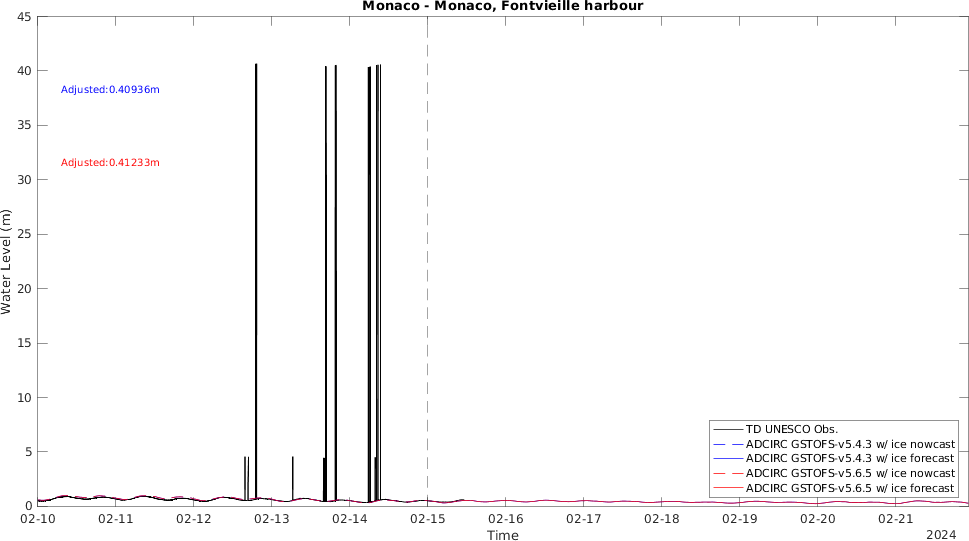 Monaco - Monaco, Fontvieille harbour
45
40
35
30
25
20
15
10
5
0
Water Level (m)
Adjusted:0.40936m
Adjusted:0.41233m
TD UNESCO Obs.
ADCIRC GSTOFS-v5.4.3 w/ ice nowcast
ADCIRC GSTOFS-v5.4.3 w/ ice forecast
ADCIRC GSTOFS-v5.6.5 w/ ice nowcast
ADCIRC GSTOFS-v5.6.5 w/ ice forecast
02-10 02-11 02-12 02-13 02-14 02-15 02-16 02-17 02-18 02-19 02-20 02-21
Time
2024